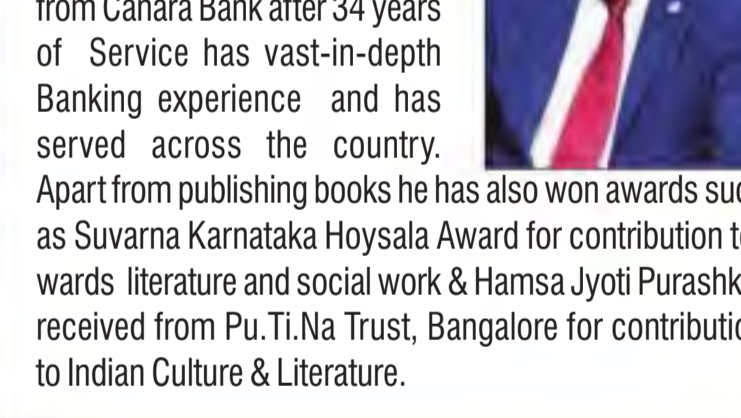 from Canara Bank after 34 years
of Service has vast-in-depth
Banking experience and has
served across the country.
Apart from publishing books he has also won awards suc
as Suvarna Karnataka Hoysala Award for contribution to
wards literature and social work & Hamsa Jyoti Purashk
received from Pu.Ti.Na Trust, Bangalore for contributio
to Indian Culture & Literature.